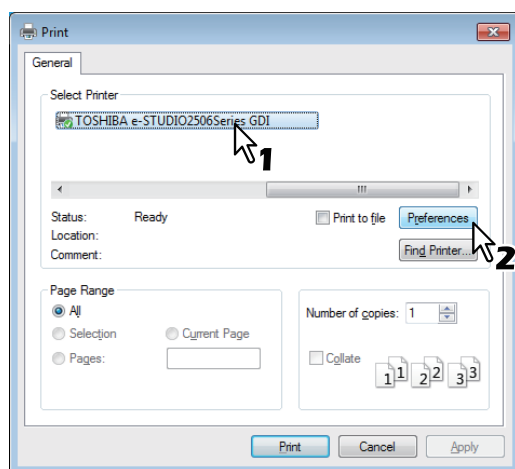 Print
General
Select Printer
TOSHIBA e-STUDIO2506Series GDI
1
Status: Ready
Print to file
Preferences
Location:
Comment:
Find Printer...
2
Page Range
All
Selection
Current Page
Pages:
Number of copies: 1
Collate
1 1 2 2 3 3
Print
Cancel
Apply